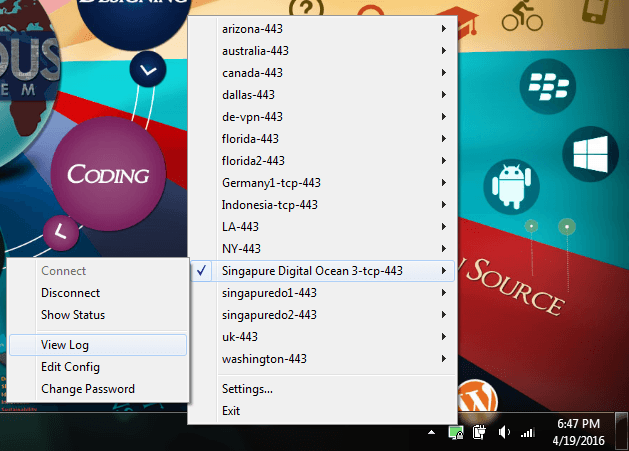 DESIGNING
OUS
EM
CODING
SOURCE
arizona-443
australia-443
canada-443
dallas-443
de-vpn-443
florida-443
florida2-443
Germany1-tcp-443
Indonesia-tcp-443
LA-443
NY-443
Singapure Digital Ocean 3-tcp-443
singapuredo1-443
singapuredo2-443
uk-443
washington-443
Settings...
Exit
Connect
Disconnect
Show Status
View Log
Edit Config
Change Password
6:47 PM
4/19/2016